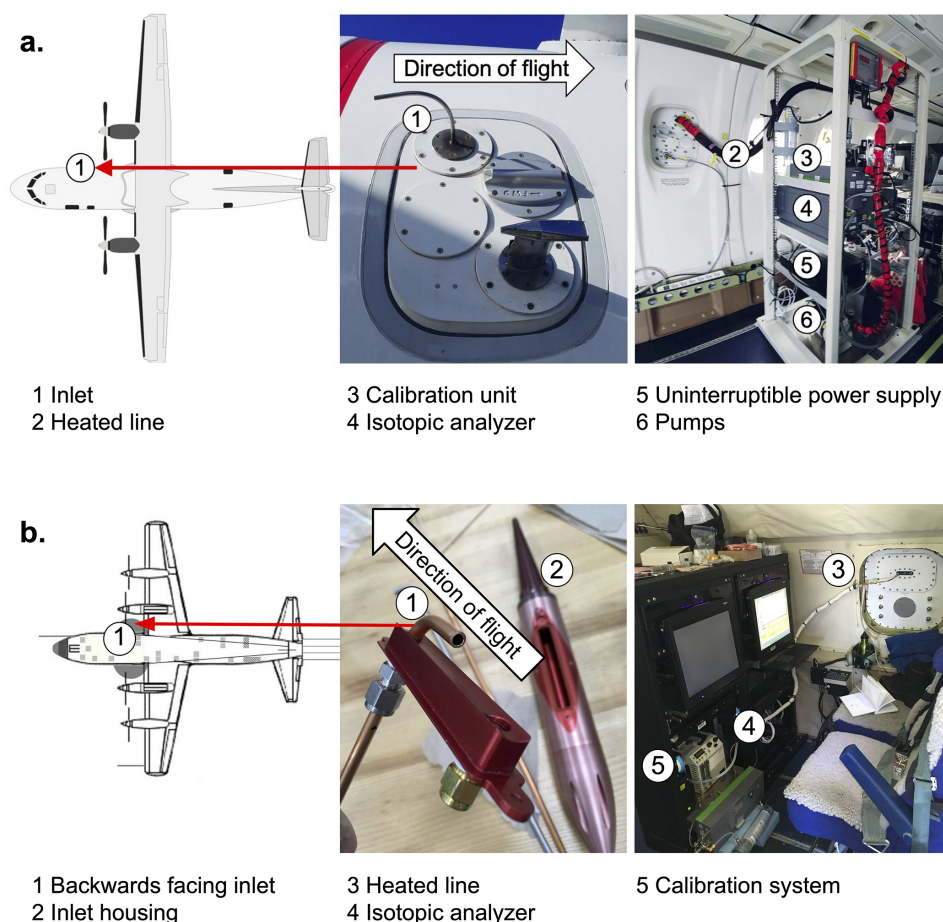 a.
Direction of flight
1
1
2
3
4
5
6
1 Inlet
2 Heated line
3 Calibration unit
4 Isotopic analyzer
5 Uninterruptible power supply
6 Pumps
b.
Direction of flight
1
1
2
3
4
5
1 Backwards facing inlet
2 Inlet housing
3 Heated line
4 Isotopic analyzer
5 Calibration system